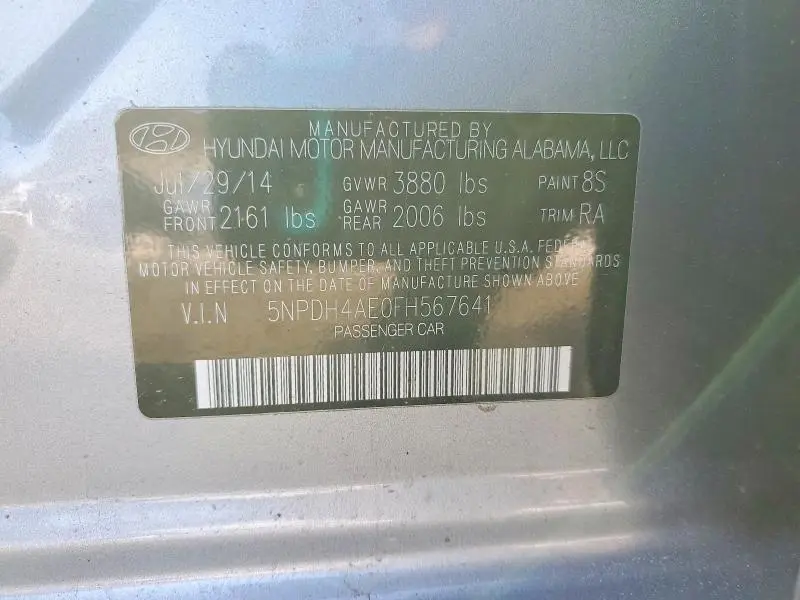 MANUFACTURED BY
HYUNDAI MOTOR MANUFACTURING ALABAMA, LLC
JUl/29/14 GVWR 3880 lbs PAINT 8S
GAWR FRONT 2161 lbs GAWR REAR 2006 lbs TRIM RA
THIS VEHICLE CONFORMS TO ALL APPLICABLE U.S.A. FEDERAL
MOTOR VEHICLE SAFETY, BUMPER, AND THEFT PREVENTION STANDARDS
IN EFFECT ON THE DATE OF MANUFACTURE SHOWN ABOVE
V.I.N 5NPDH4AE0FH567641
PASSENGER CAR